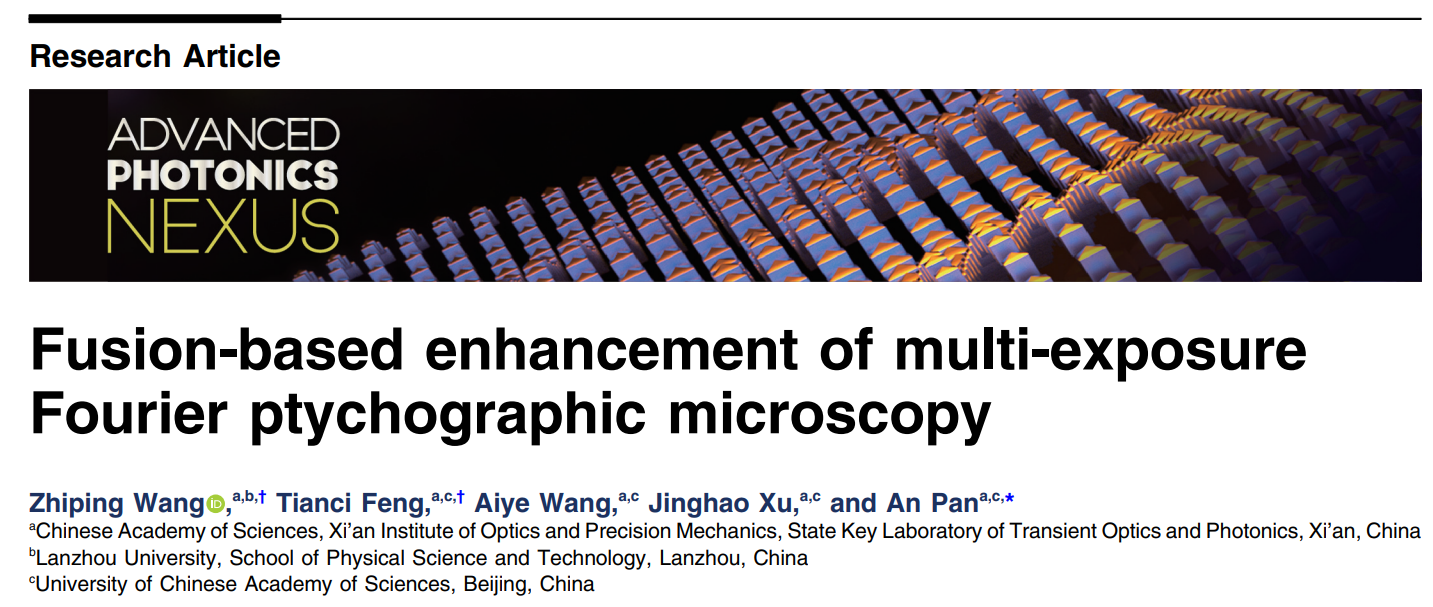 Research Article
ADVANCED
PHOTONICS
NEXUS
Fusion-based enhancement of multi-exposure
Fourier ptychographic microscopy
Zhiping Wang iD,a,b,† Tianci Feng,a,c,† Aiye Wang,a,c Jinghao Xu,a,c and An Pana,c,*
aChinese Academy of Sciences, Xi'an Institute of Optics and Precision Mechanics, State Key Laboratory of Transient Optics and Photonics, Xi'an, China
bLanzhou University, School of Physical Science and Technology, Lanzhou, China
cUniversity of Chinese Academy of Sciences, Beijing, China